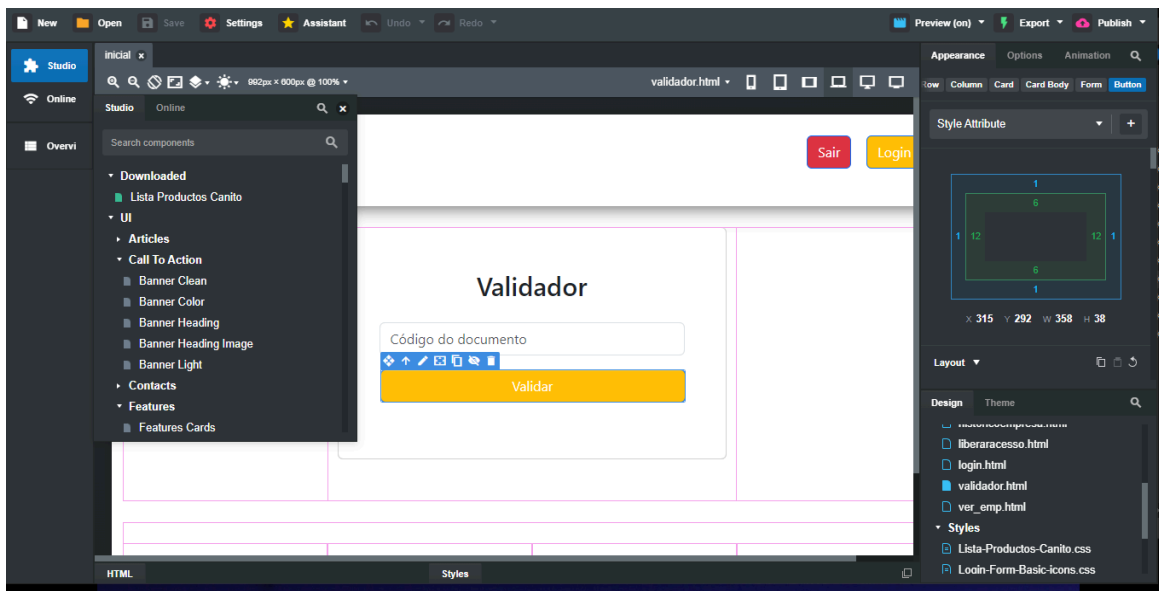 New Open Save Settings Assistant Undo Redo Preview (on) Export Publish
Studio
Online
Overvi
inicial x
992px × 600px @ 100%
validador.html
Studio Online
Search components
Downloaded
Lista Productos Canito
UI
Articles
Call To Action
Banner Clean
Banner Color
Banner Heading
Banner Heading Image
Banner Light
Contacts
Features
Features Cards
Sair Login
Validador
Código do documento
Validar
HTML Styles
Appearance Options Animation
Row Column Card Card Body Form Button
Style Attribute +
1
6
1 12 12 1
6
1
X 315 Y 292 W 358 H 38
Layout
Design Theme
historicoempresa.html
liberaracesso.html
login.html
validador.html
ver_emp.html
Styles
Lista-Productos-Canito.css
Login-Form-Basic-icons.css